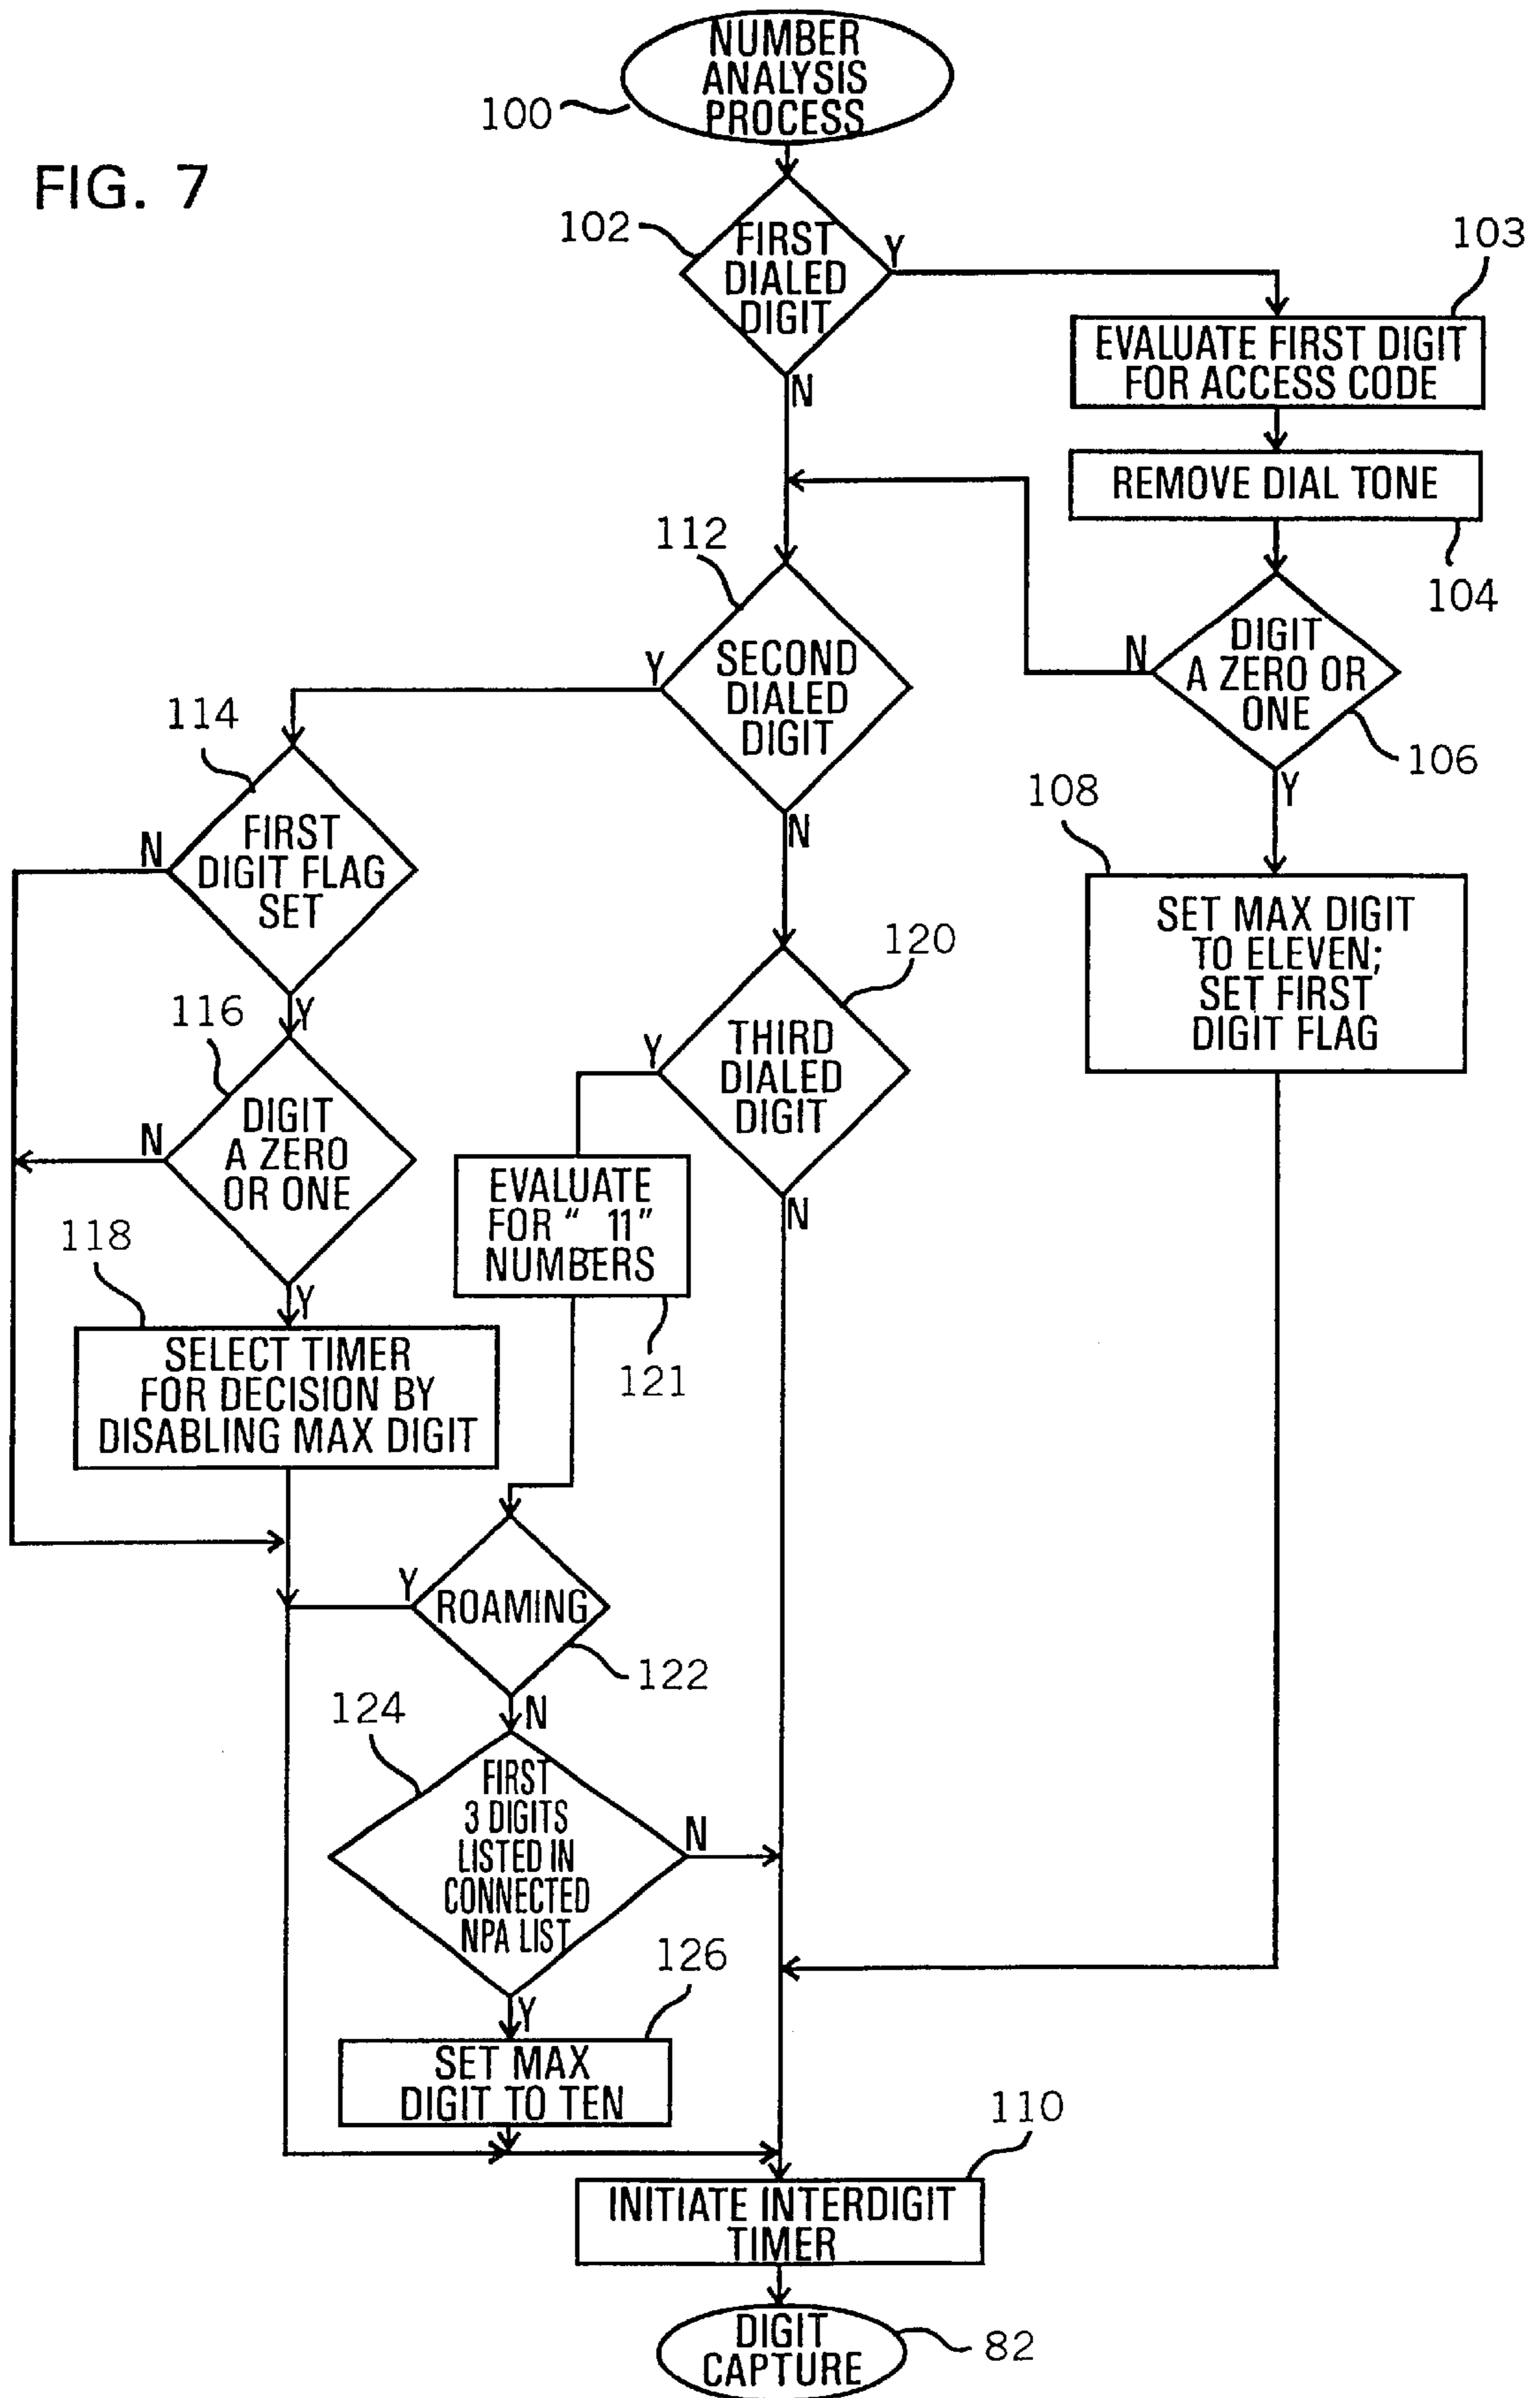 FIG. 7
NUMBER
ANALYSIS
PROCESS
100
102
FIRST
DIALED
DIGIT
Y
N
103
EVALUATE FIRST DIGIT
FOR ACCESS CODE
REMOVE DIAL TONE
104
DIGIT
A ZERO OR
ONE
N
Y
106
108
SET MAX DIGIT
TO ELEVEN;
SET FIRST
DIGIT FLAG
112
SECOND
DIALED
DIGIT
Y
N
114
FIRST
DIGIT FLAG
SET
N
Y
116
DIGIT
A ZERO
OR ONE
N
Y
118
SELECT TIMER
FOR DECISION BY
DISABLING MAX DIGIT
120
THIRD
DIALED
DIGIT
Y
N
EVALUATE
FOR "_11"
NUMBERS
121
ROAMING
Y
N
122
124
FIRST
3 DIGITS
LISTED IN
CONNECTED
NPA LIST
N
Y
126
SET MAX
DIGIT TO TEN
110
INITIATE INTERDIGIT
TIMER
DIGIT
CAPTURE
82